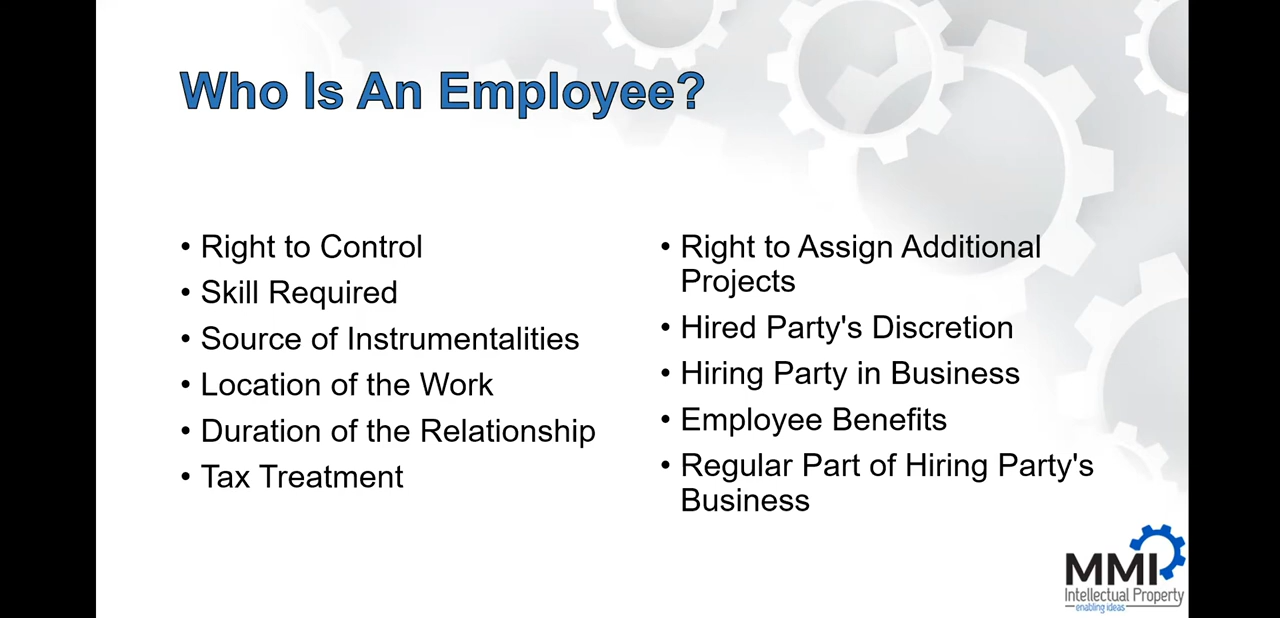 Who Is An Employee?
• Right to Control
• Skill Required
• Source of Instrumentalities
• Location of the Work
• Duration of the Relationship
• Tax Treatment
• Right to Assign Additional
Projects
• Hired Party's Discretion
• Hiring Party in Business
• Employee Benefits
• Regular Part of Hiring Party's
Business
MMI
Intellectual Property
enabling ideas